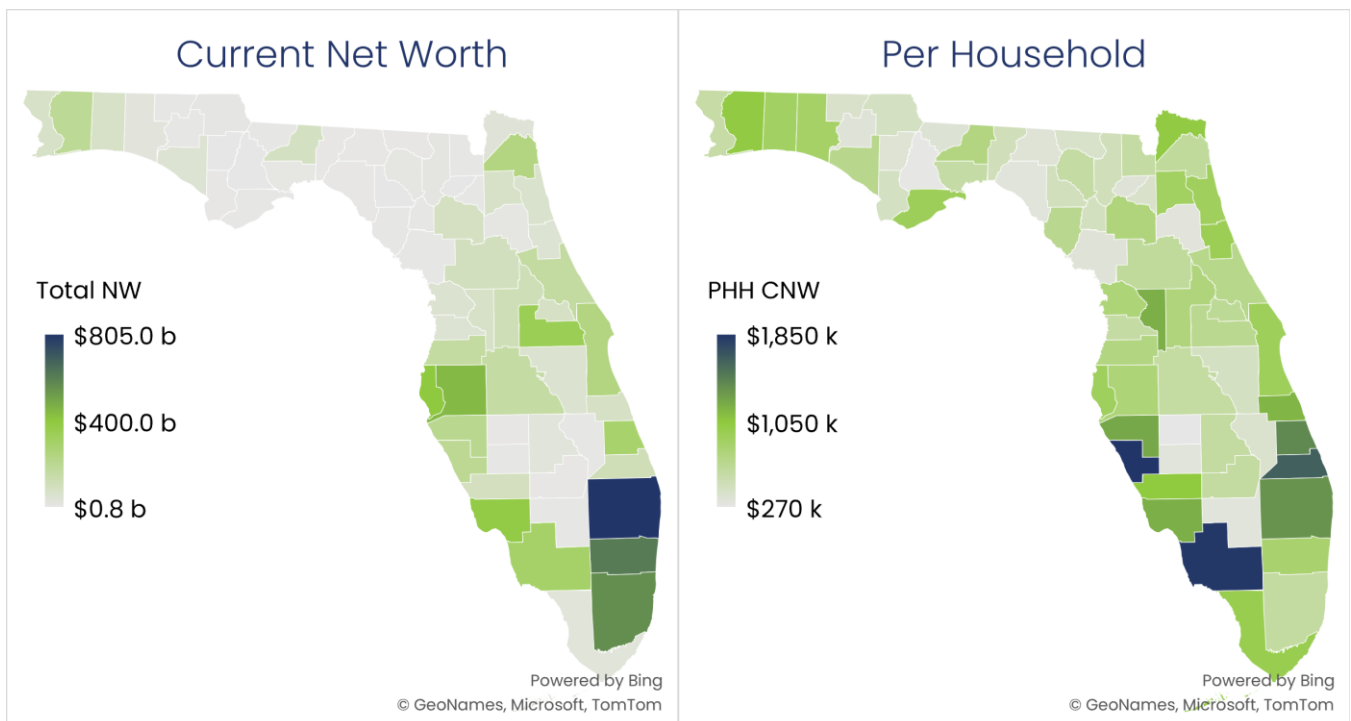 Current Net Worth
Total NW
$805.0 b
$400.0 b
$0.8 b
Powered by Bing
© GeoNames, Microsoft, TomTom
Per Household
PHH CNW
$1,850 k
$1,050 k
$270 k
Powered by Bing
© GeoNames, Microsoft, TomTom